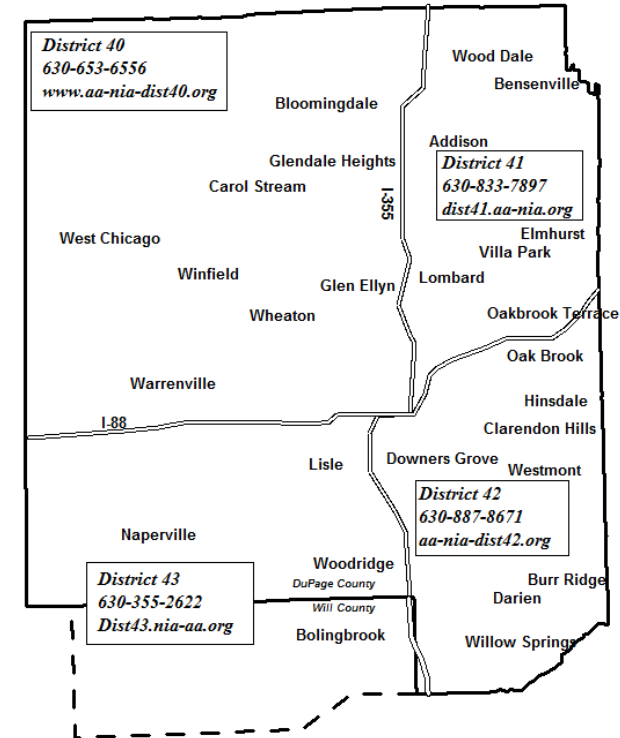 District 40
630-653-6556
www.aa-nia-dist40.org
Wood Dale
Bensenville
Bloomingdale
Addison
District 41
630-833-7897
dist41.aa-nia.org
Glendale Heights
Carol Stream
I-355
West Chicago
Elmhurst
Villa Park
Winfield
Glen Ellyn
Lombard
Wheaton
Oakbrook Terrace
Oak Brook
Warrenville
Hinsdale
I-88
Clarendon Hills
Lisle
Downers Grove
Westmont
District 42
630-887-8671
aa-nia-dist42.org
Naperville
Woodridge
DuPage County
District 43
630-355-2622
Dist43.nia-aa.org
Will County
Burr Ridge
Darien
Bolingbrook
Willow Springs